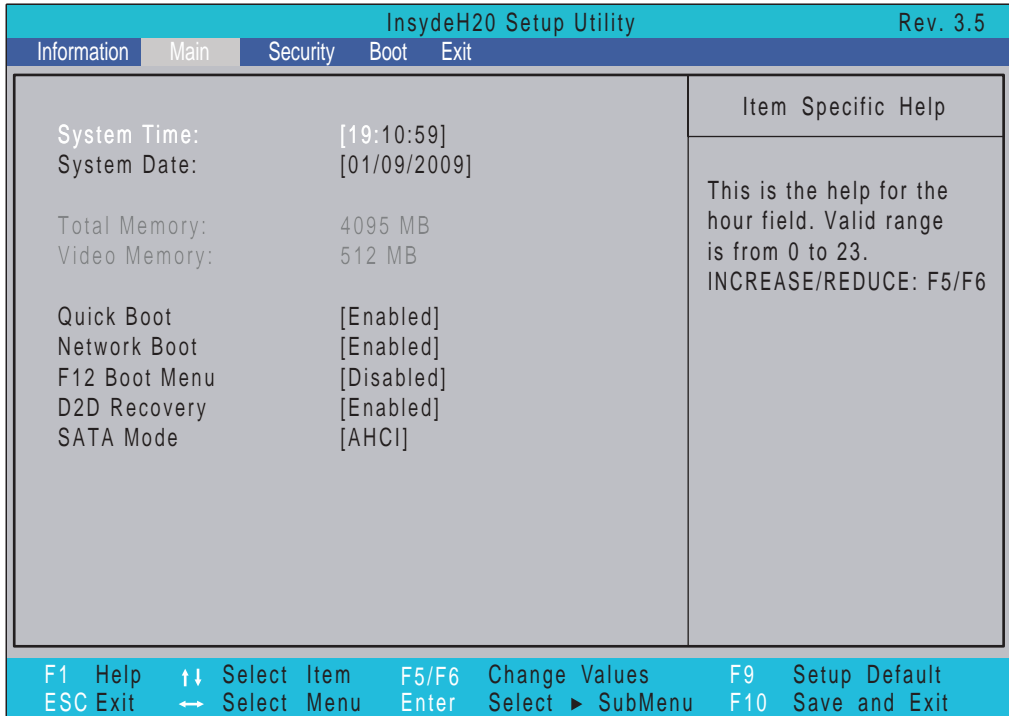 InsydeH20 Setup Utility Rev. 3.5
Information Main Security Boot Exit
System Time: [19:10:59]
System Date: [01/09/2009]
Total Memory: 4095 MB
Video Memory: 512 MB
Quick Boot [Enabled]
Network Boot [Enabled]
F12 Boot Menu [Disabled]
D2D Recovery [Enabled]
SATA Mode [AHCI]
Item Specific Help
This is the help for the
hour field. Valid range
is from 0 to 23.
INCREASE/REDUCE: F5/F6
F1 Help ↑↓ Select Item F5/F6 Change Values F9 Setup Default
ESC Exit ↔ Select Menu Enter Select ► SubMenu F10 Save and Exit